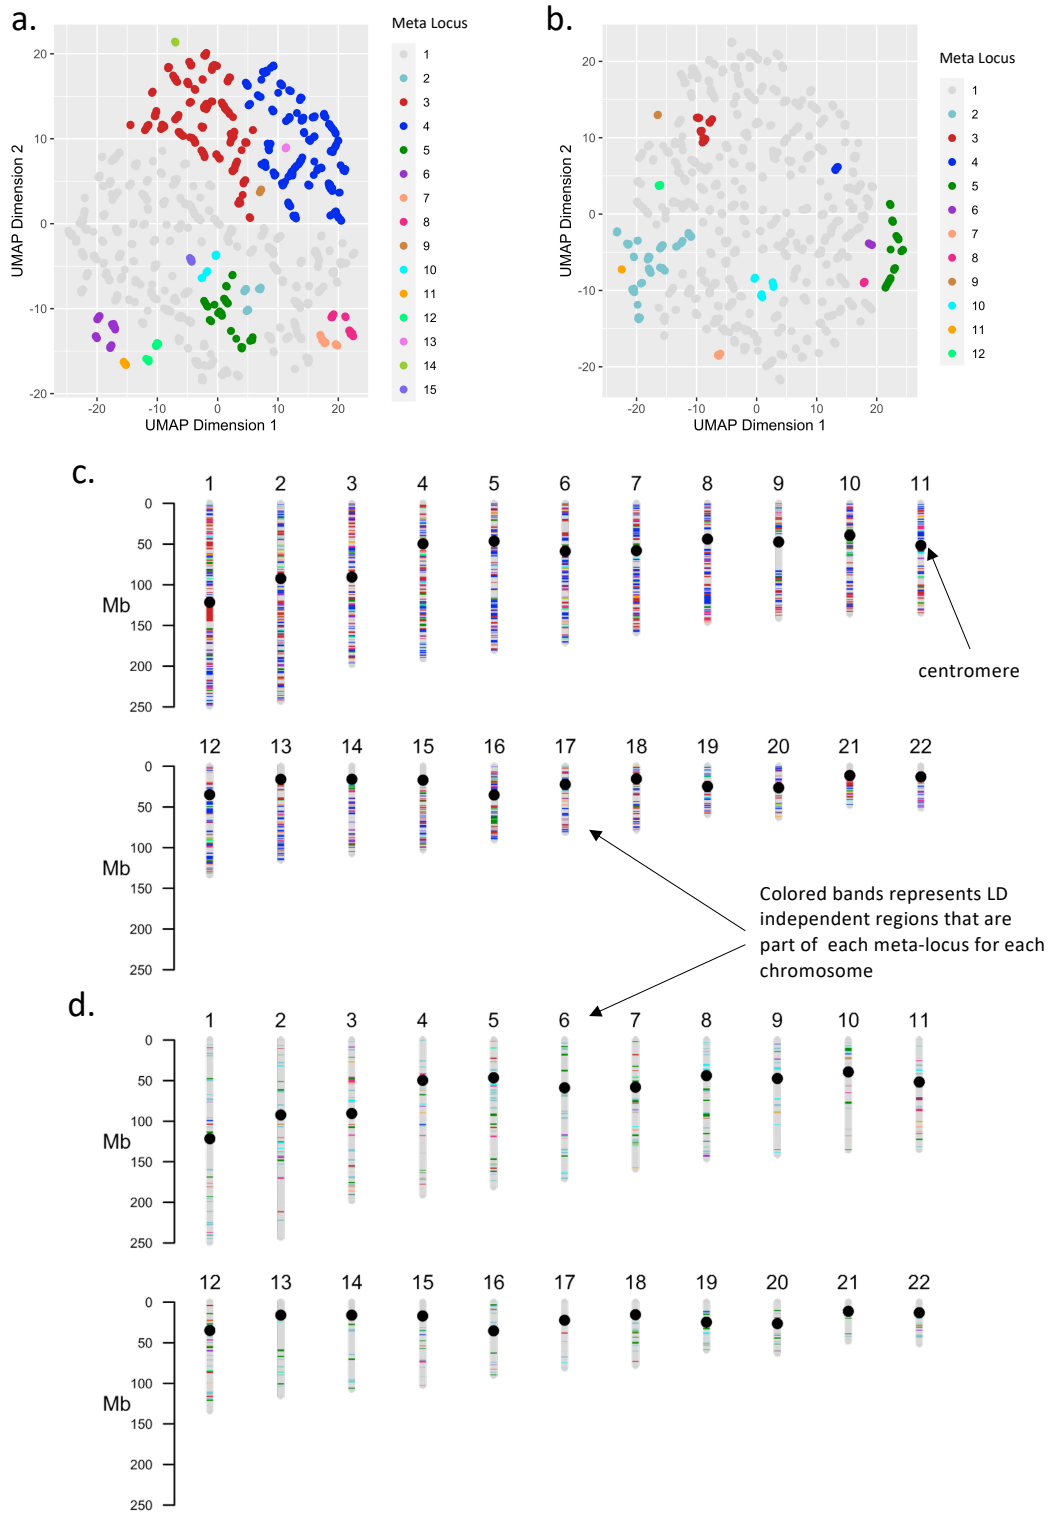 a.
Meta Locus
1
2
3
4
5
6
7
8
9
10
11
12
13
14
15
20
10
0
-10
-20
UMAP Dimension 2
-20 -10 0 10 20
UMAP Dimension 1
b.
Meta Locus
1
2
3
4
5
6
7
8
9
10
11
12
20
10
0
-10
-20
UMAP Dimension 2
-20 -10 0 10 20
UMAP Dimension 1
c.
1 2 3 4 5 6 7 8 9 10 11
0
50
100
Mb
150
200
250
centromere
12 13 14 15 16 17 18 19 20 21 22
0
50
100
Mb
150
200
250
Colored bands represents LD
independent regions that are
part of each meta-locus for each
chromosome
d.
1 2 3 4 5 6 7 8 9 10 11
0
50
100
Mb
150
200
250
12 13 14 15 16 17 18 19 20 21 22
0
50
100
Mb
150
200
250